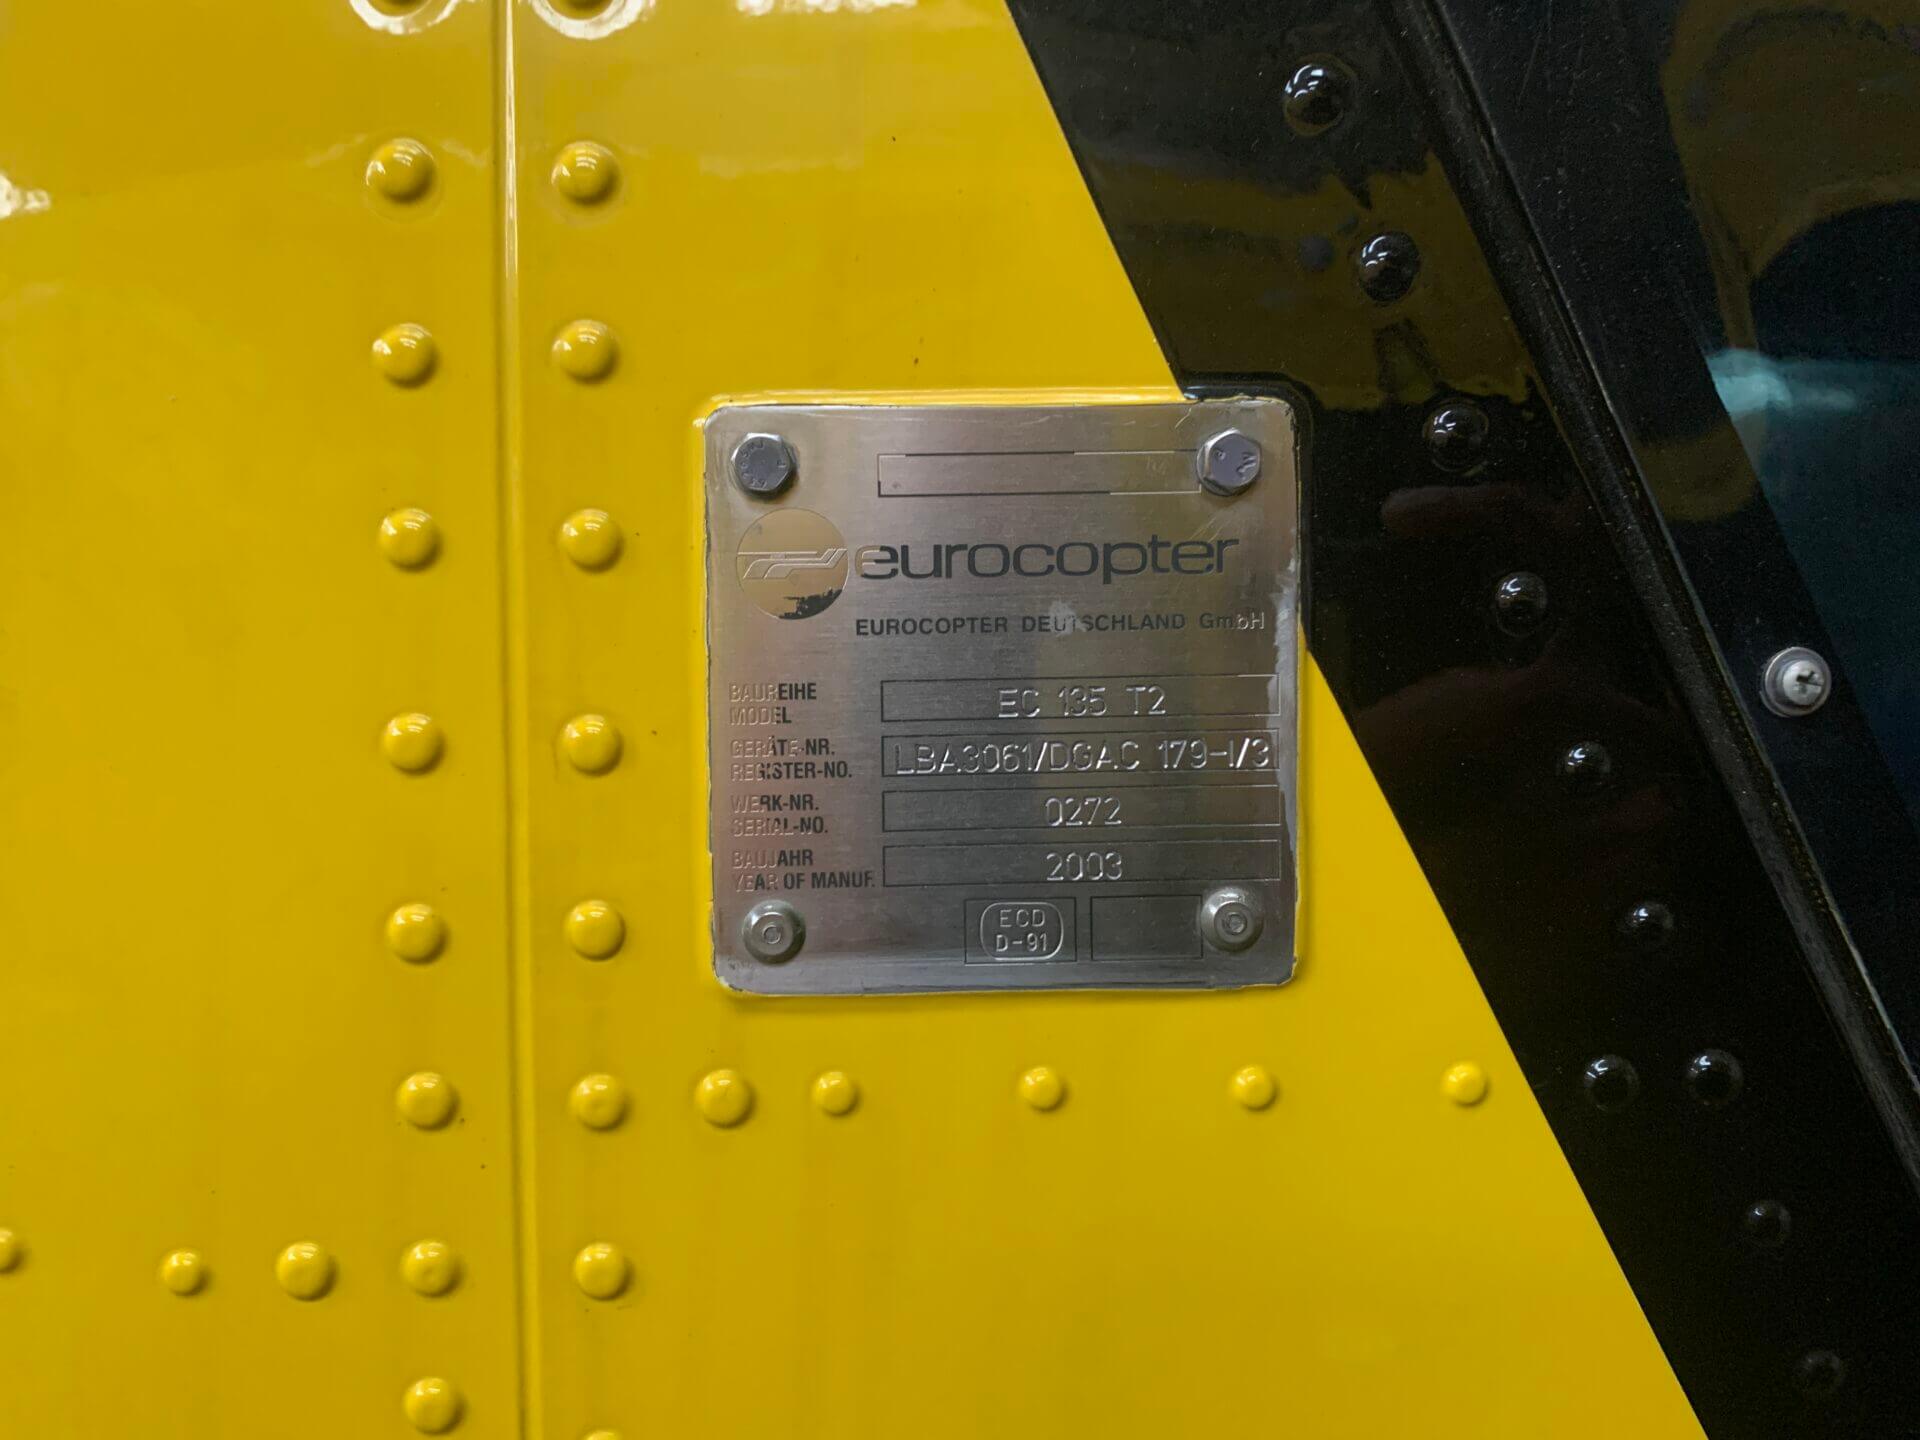 eurocopter
EUROCOPTER DEUTSCHLAND GmbH
BAUREIHE
MODEL
EC 135 T2
GERÄTE-NR.
REGISTER-NO.
LBA3061/DGAC 179-1/3
WERK-NR.
SERIAL-NO.
0272
BAUJAHR
YEAR OF MANUF.
2003
ECD
D-91